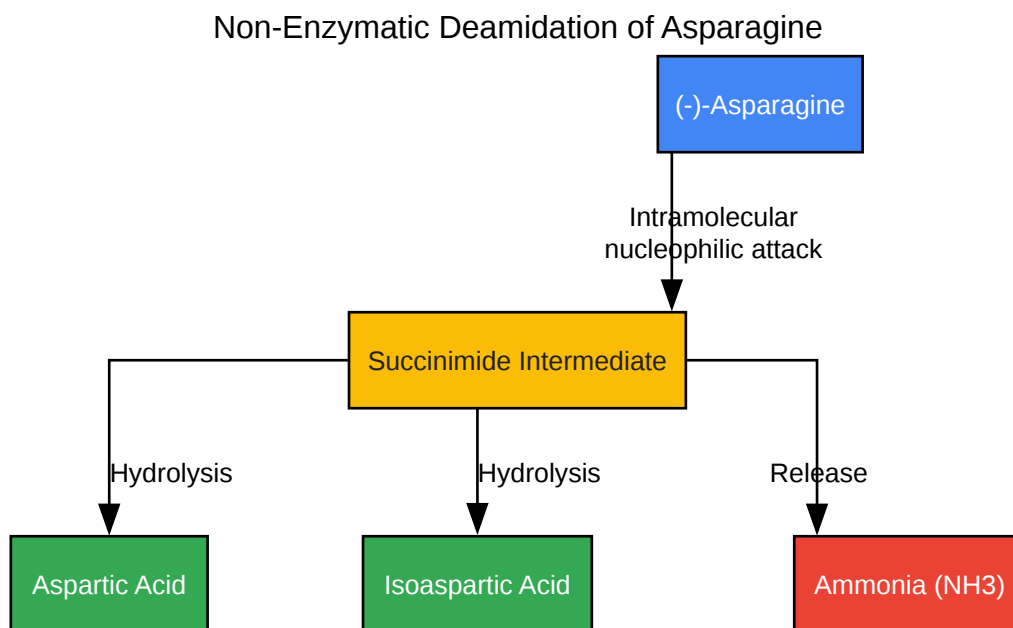 Non-Enzymatic Deamidation of Asparagine
(-)-Asparagine
Intramolecular
nucleophilic attack
Succinimide Intermediate
Hydrolysis
Hydrolysis
Release
Aspartic Acid
Isoaspartic Acid
Ammonia (NH3)